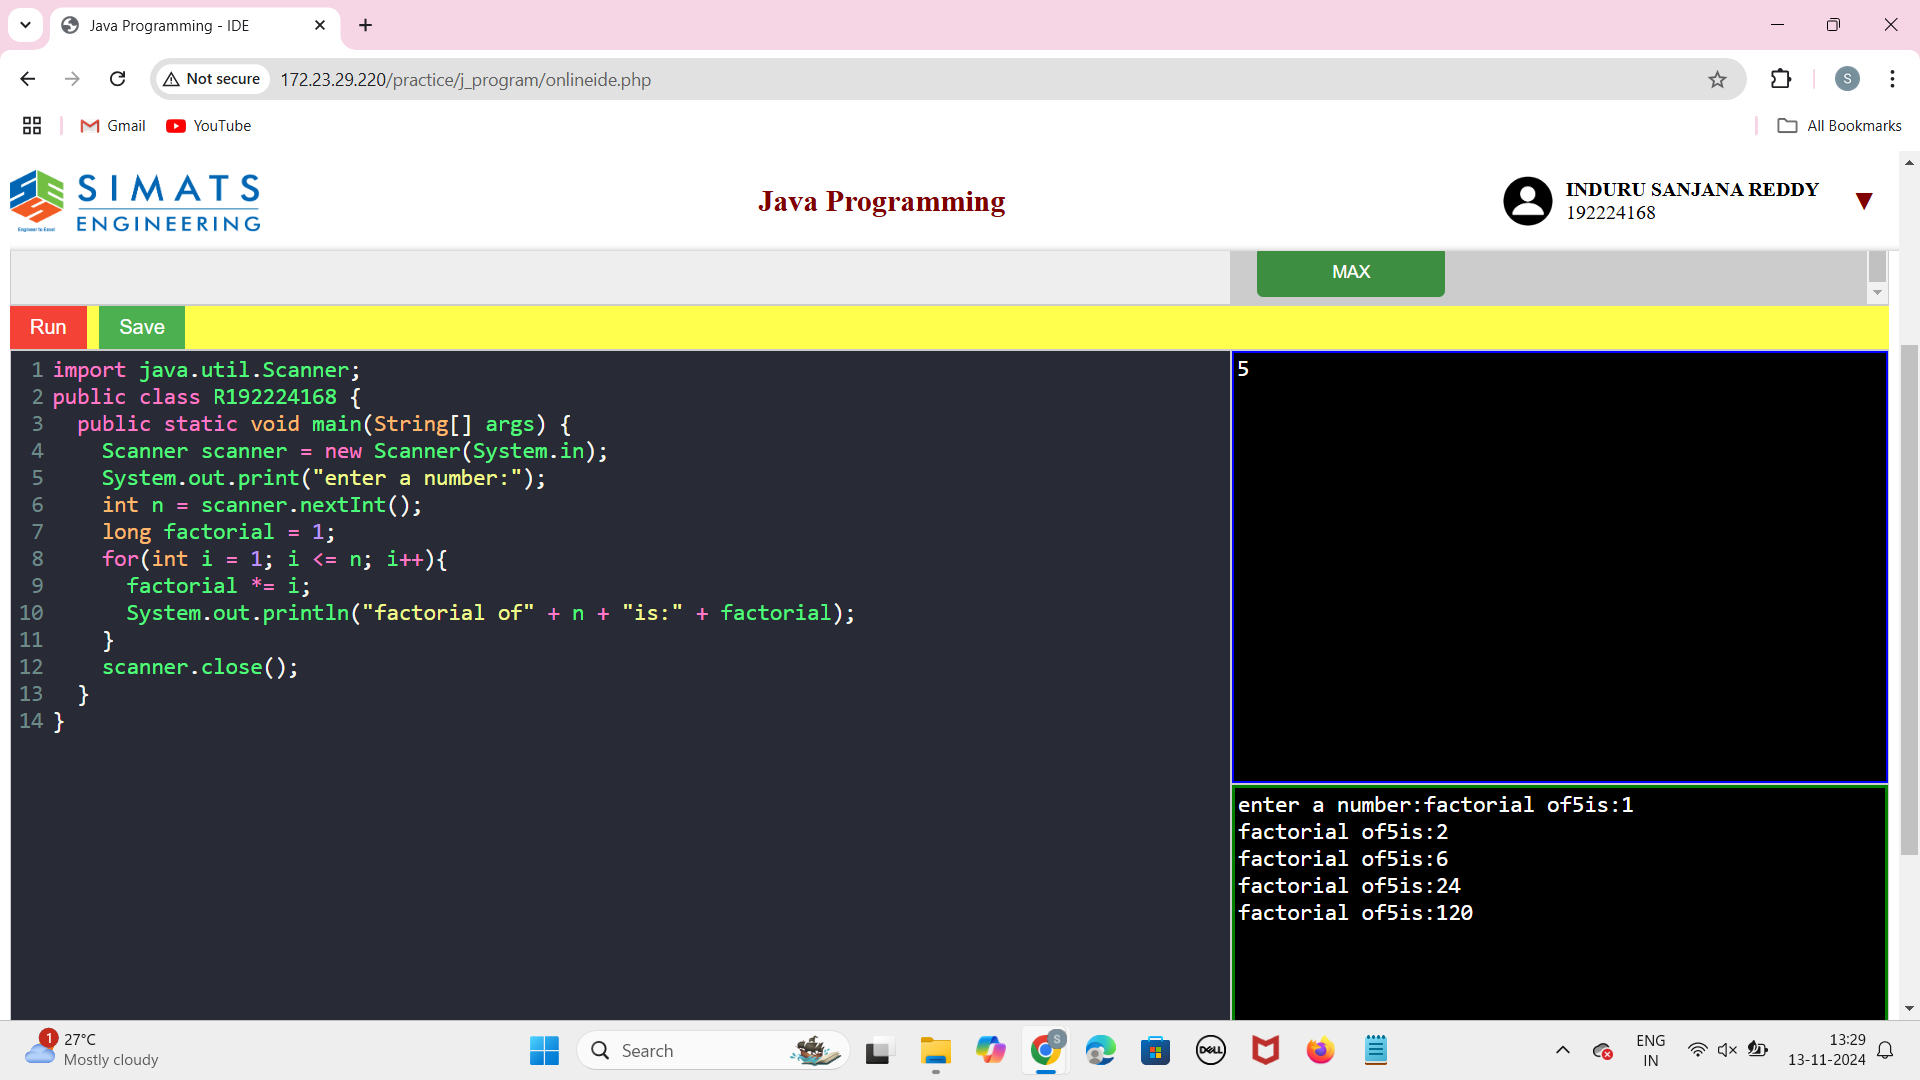 Java Programming - IDE
Not secure
172.23.29.220/practice/j_program/onlineide.php
S
Gmail
YouTube
All Bookmarks
SIMATS
ENGINEERING
Engineer to Excel
Java Programming
INDURU SANJANA REDDY
192224168
MAX
Run
Save
1 import java.util.Scanner;
2 public class R192224168 {
3 public static void main(String[] args) {
4 Scanner scanner = new Scanner(System.in);
5 System.out.print("enter a number:");
6 int n = scanner.nextInt();
7 long factorial = 1;
8 for(int i = 1; i <= n; i++){
9 factorial *= i;
10 System.out.println("factorial of" + n + "is:" + factorial);
11 }
12 scanner.close();
13 }
14 }
5
enter a number:factorial of5is:1
factorial of5is:2
factorial of5is:6
factorial of5is:24
factorial of5is:120
1
27°C
Mostly cloudy
Search
S
DELL
ENG
IN
13:29
13-11-2024